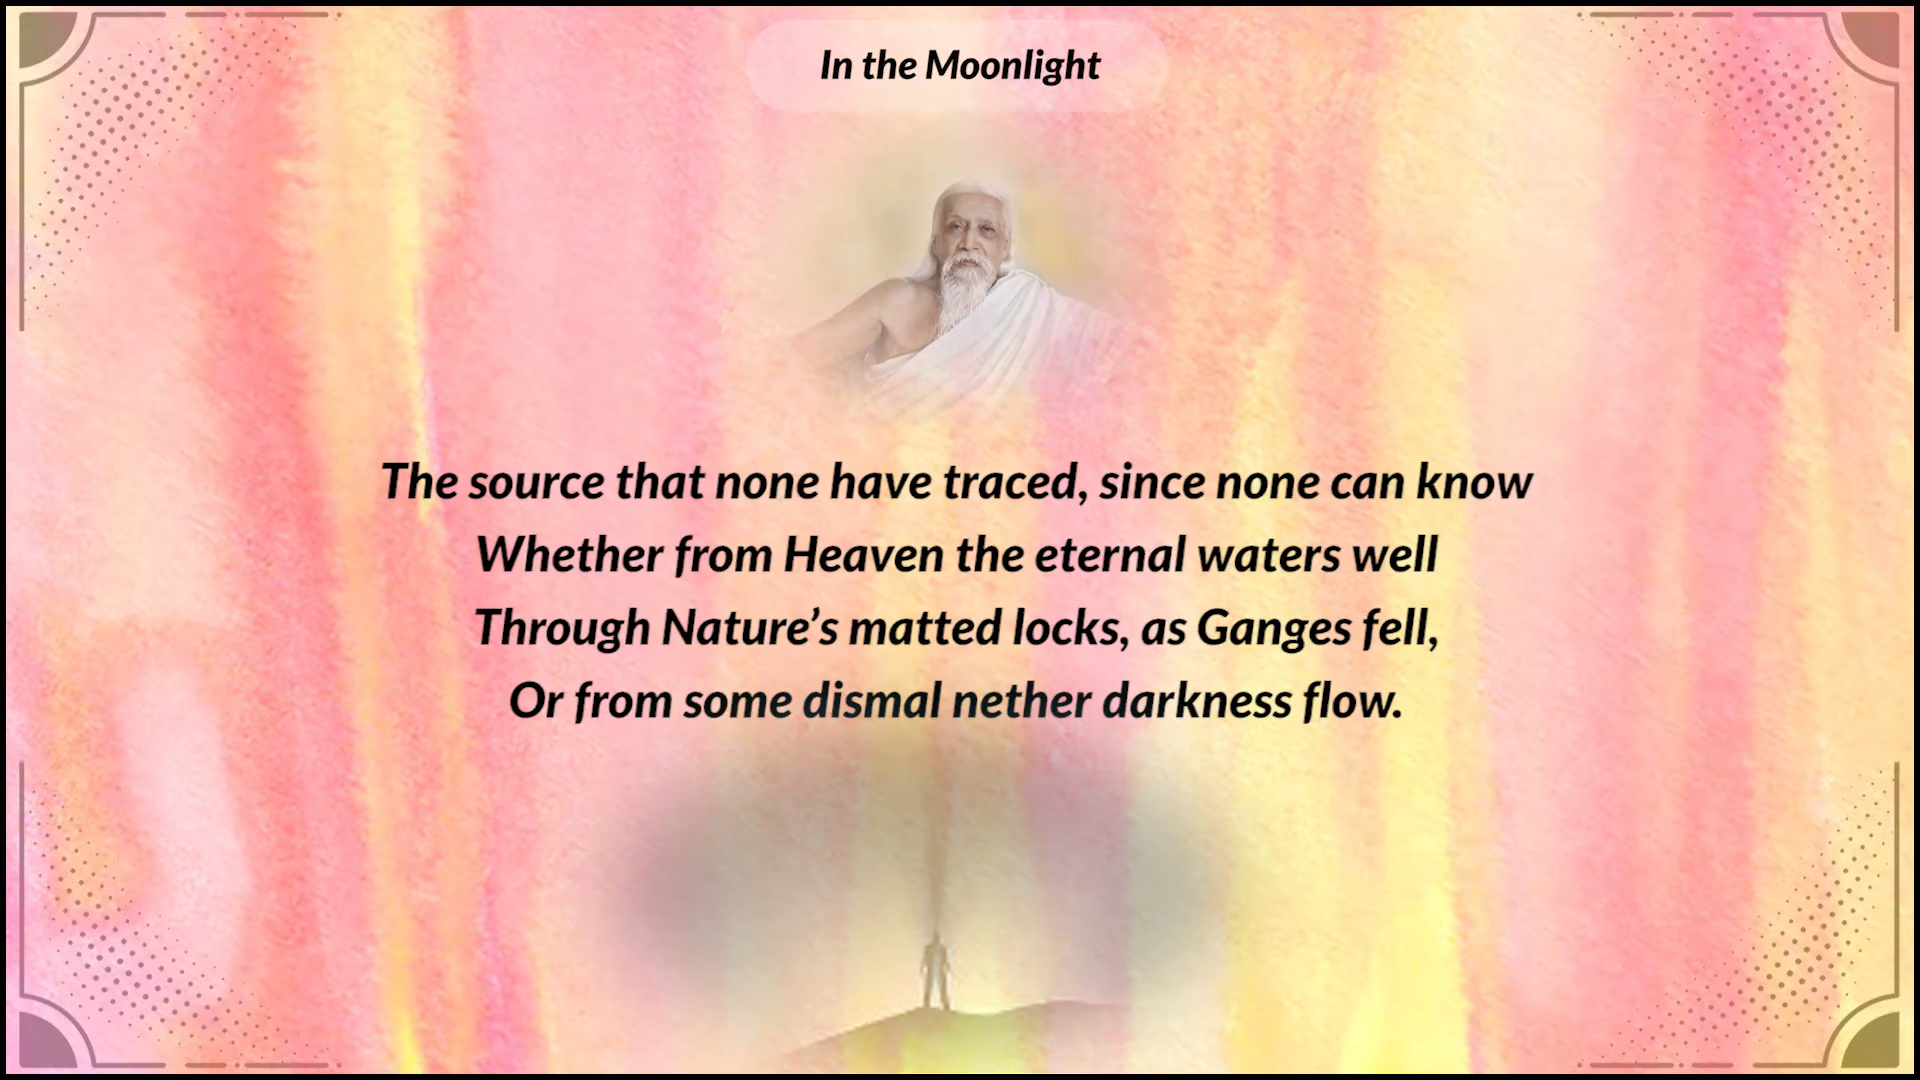 In the Moonlight
The source that none have traced, since none can know
Whether from Heaven the eternal waters well
Through Nature’s matted locks, as Ganges fell,
Or from some dismal nether darkness flow.